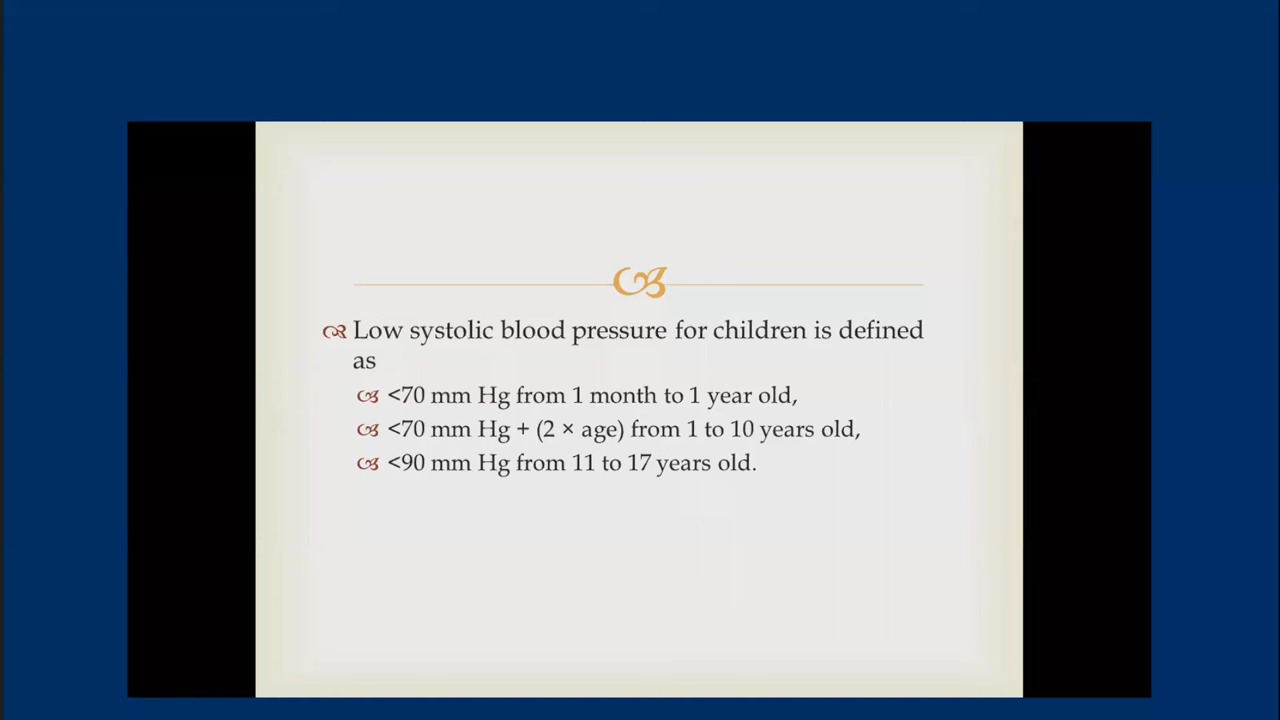 Low systolic blood pressure for children is defined
as
<70 mm Hg from 1 month to 1 year old,
<70 mm Hg + (2 × age) from 1 to 10 years old,
<90 mm Hg from 11 to 17 years old.